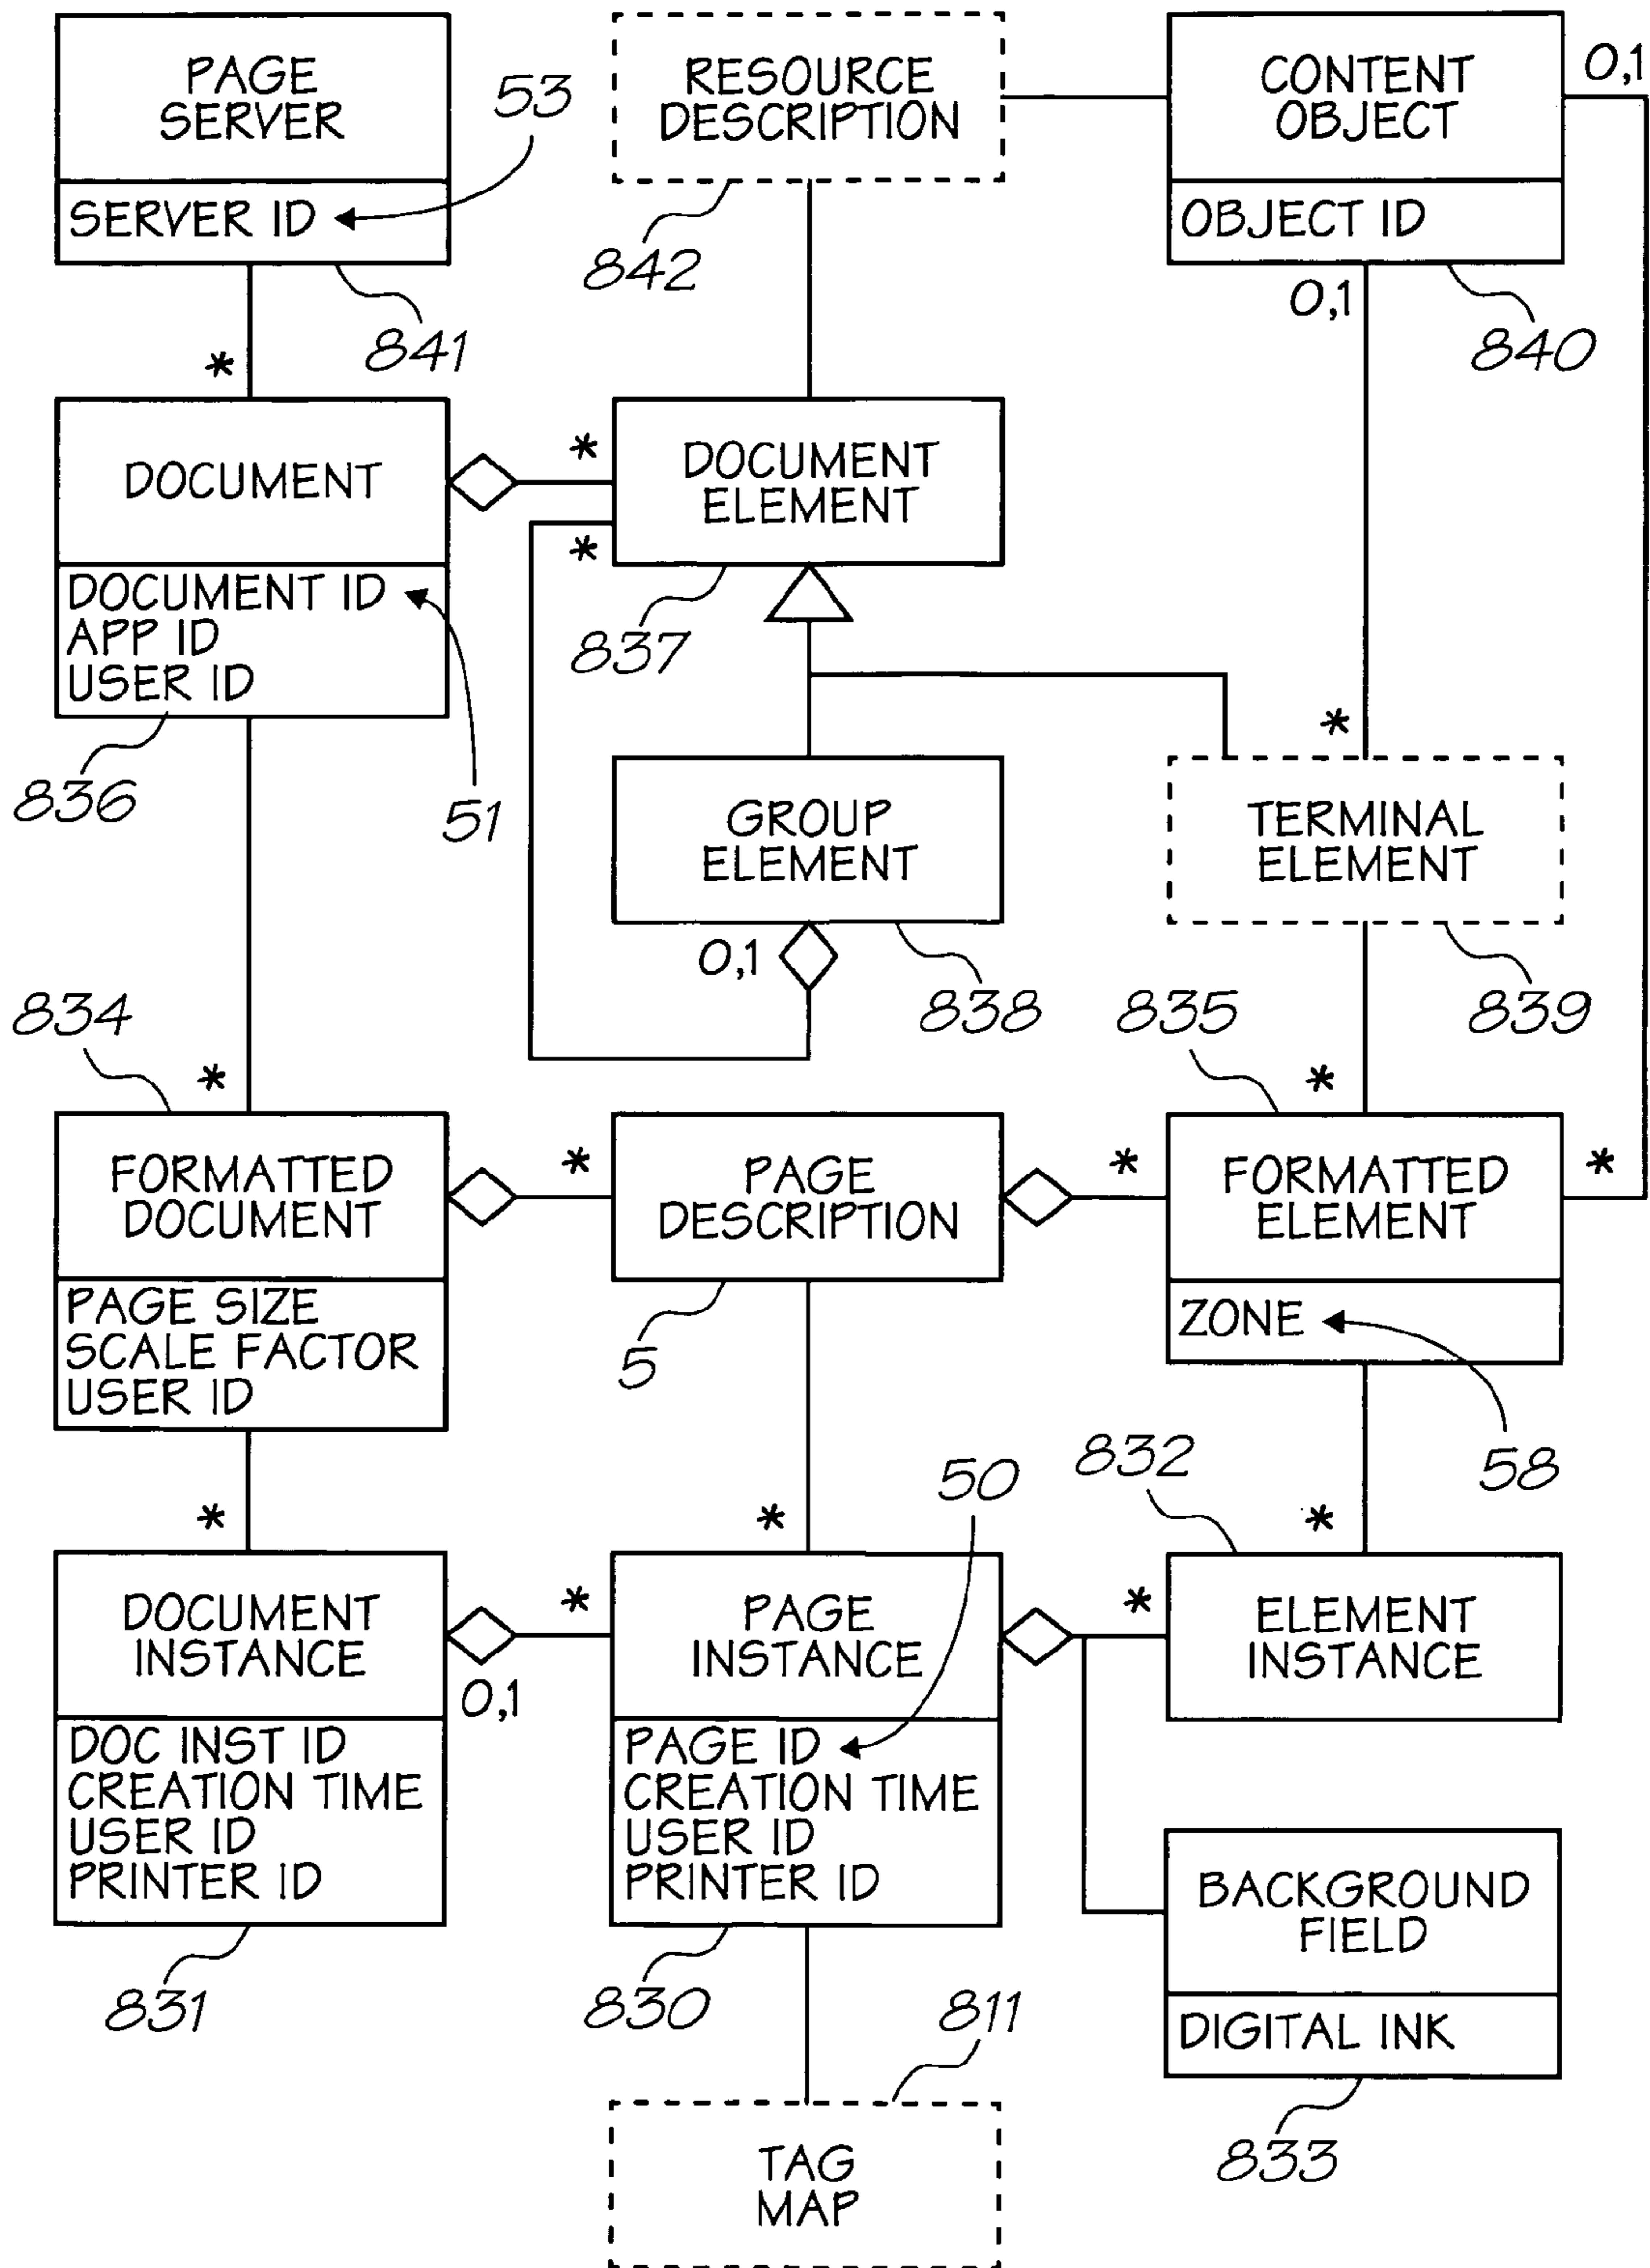 PAGE
SERVER
SERVER ID
53
841
RESOURCE
DESCRIPTION
842
CONTENT
OBJECT
OBJECT ID
0,1
0,1
840
*
DOCUMENT
DOCUMENT ID
APP ID
USER ID
836
51
*
*
DOCUMENT
ELEMENT
837
GROUP
ELEMENT
0,1
838
*
TERMINAL
ELEMENT
839
834
*
FORMATTED
DOCUMENT
PAGE SIZE
SCALE FACTOR
USER ID
*
PAGE
DESCRIPTION
5
*
835
*
FORMATTED
ELEMENT
*
ZONE
58
*
DOCUMENT
INSTANCE
DOC INST ID
CREATION TIME
USER ID
PRINTER ID
831
0,1
*
*
50
PAGE
INSTANCE
PAGE ID
CREATION TIME
USER ID
PRINTER ID
830
832
*
*
ELEMENT
INSTANCE
BACKGROUND
FIELD
DIGITAL INK
833
811
TAG
MAP